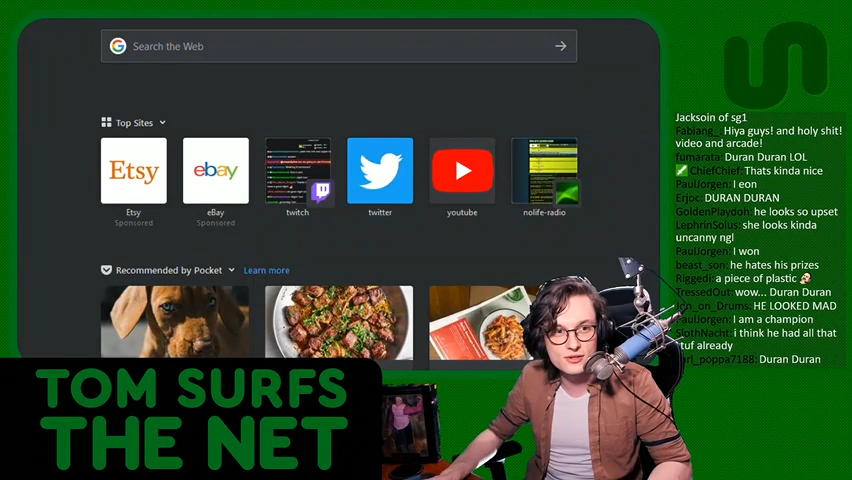 Search the Web
Top Sites
Etsy
ebay
Etsy
Sponsored
eBay
Sponsored
twitch
twitter
youtube
nolife-radio
Recommended by Pocket
Learn more
TOM SURFS
THE NET
Jacksoin of sg1
Fabiang_: Hiya guys! and holy shit!
video and arcade!
fumarata: Duran Duran LOL
ChiefChief: Thats kinda nice
PaulJorgen: I eon
Erjoc: DURAN DURAN
GoldenPlaydoh: he looks so upset
LephrinSolus: she looks kinda
uncanny ngl
PaulJorgen: I won
beast_son: he hates his prizes
Riggedi: a piece of plastic
TressedOut: wow... Duran Duran
on_Drums: HE LOOKED MAD
PaulJorgen: I am a champion
SlothNacht: i think he had all that
stuf already
arl_poppa7188: Duran Duran